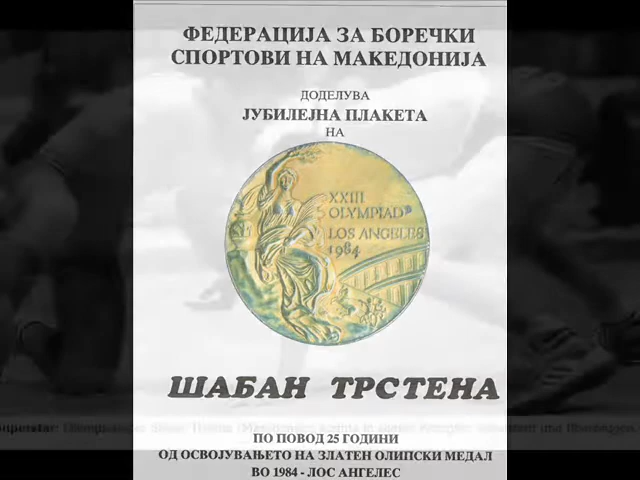 ФЕДЕРАЦИЈА ЗА БОРЕЧКИ
СПОРТОВИ НА МАКЕДОНИЈА
ДОДЕЛУВА
ЈУБИЛЕЈНА ПЛАКЕТА
НА
XXIII
OLYMPIAD
LOS ANGELES
1984
ШАБАН ТРСТЕНА
ПО ПОВОД 25 ГОДИНИ
ОД ОСВОЈУВАЊЕТО НА ЗЛАТЕН ОЛИПСКИ МЕДАЛ
ВО 1984 - ЛОС АНГЕЛЕС